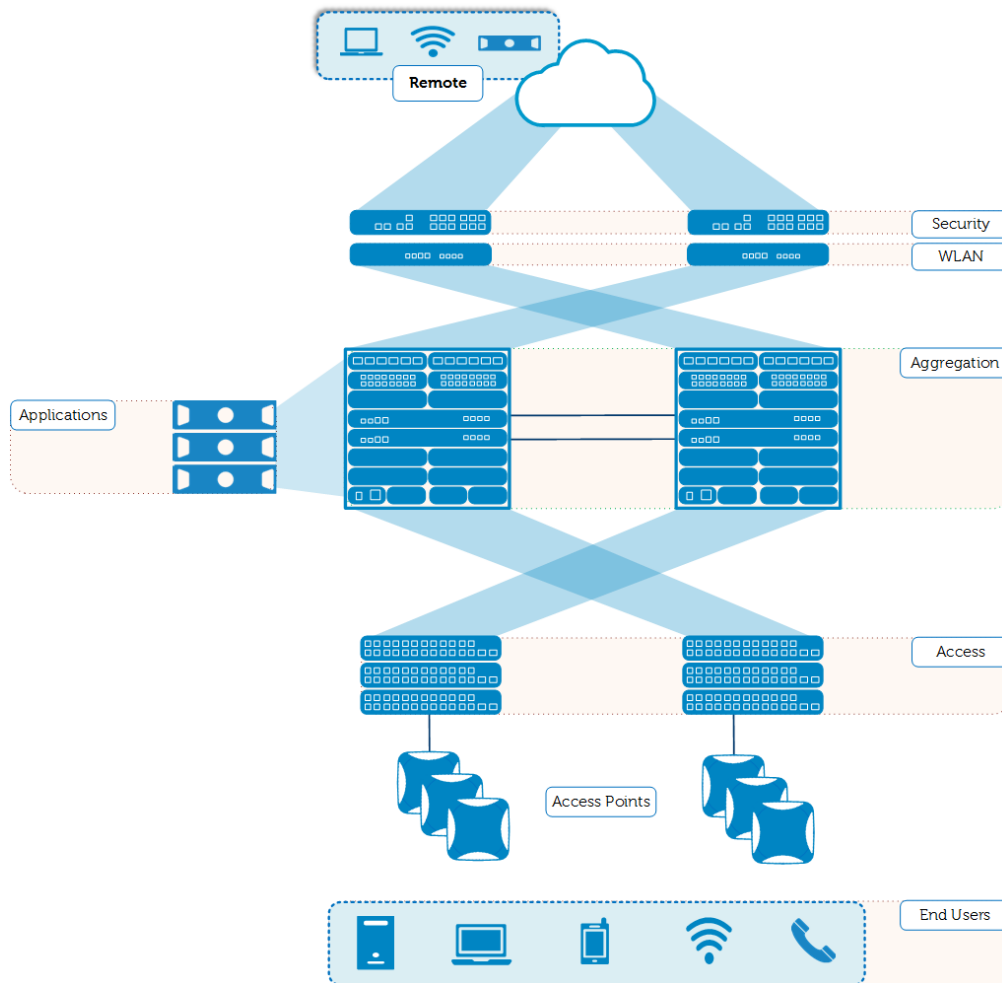 Remote
Security
WLAN
Aggregation
Applications
Access
Access Points
End Users